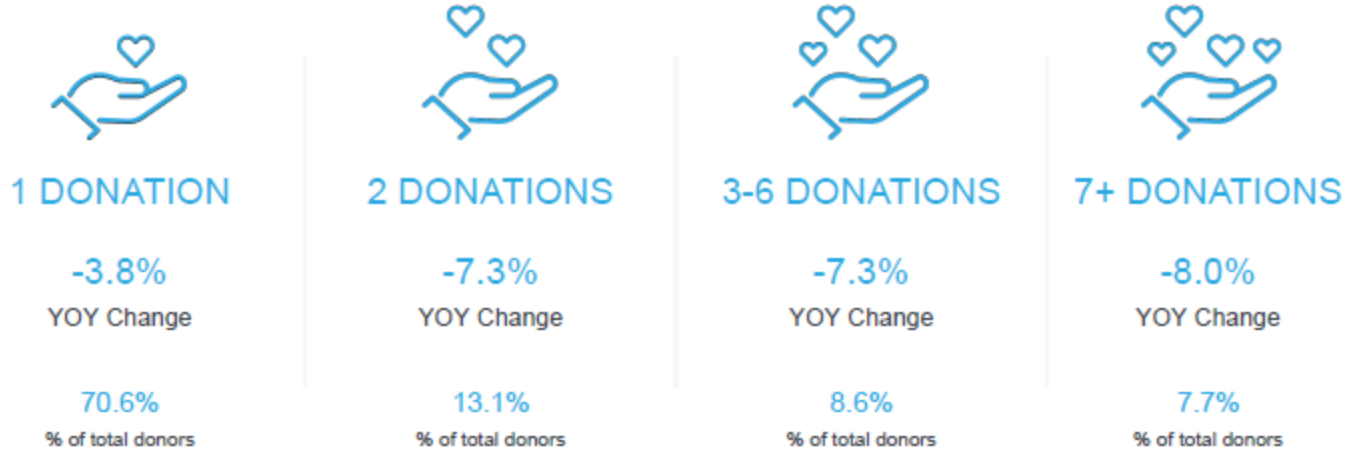 1 DONATION
-3.8%
YOY Change
70.6%
% of total donors
2 DONATIONS
-7.3%
YOY Change
13.1%
% of total donors
3-6 DONATIONS
-7.3%
YOY Change
8.6%
% of total donors
7+ DONATIONS
-8.0%
YOY Change
7.7%
% of total donors